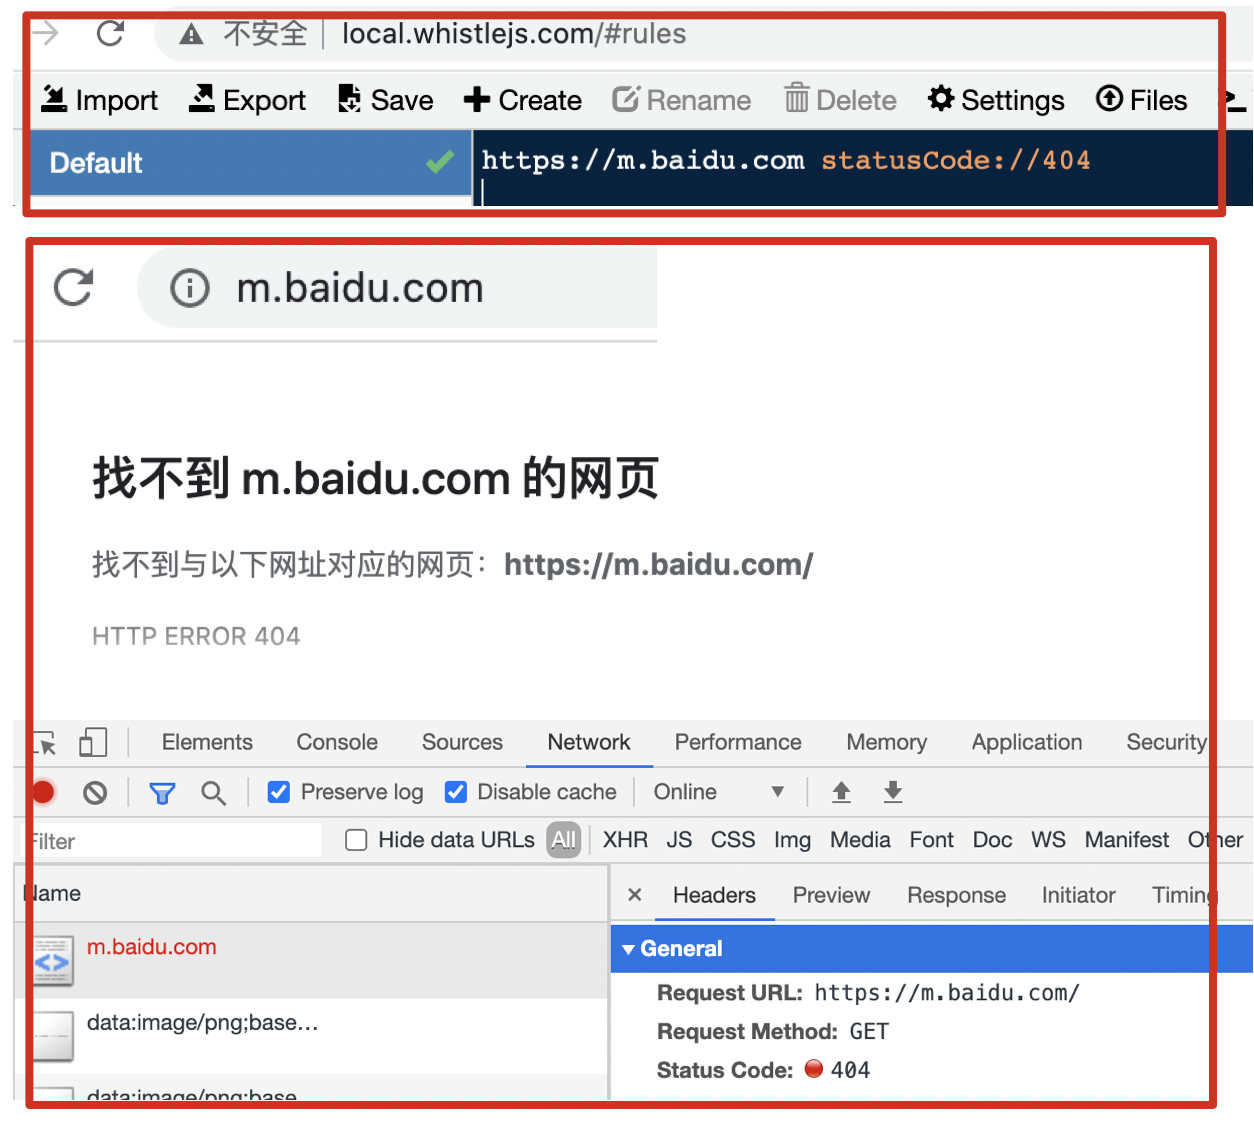 不安全 local.whistlejs.com/#rules
Import Export Save Create Rename Delete Settings Files
Default
https://m.baidu.com statusCode://404
m.baidu.com
找不到 m.baidu.com 的网页
找不到与以下网址对应的网页：https://m.baidu.com/
HTTP ERROR 404
Elements Console Sources Network Performance Memory Application Security
Preserve log Disable cache Online
Filter Hide data URLs All XHR JS CSS Img Media Font Doc WS Manifest Other
Name
Headers Preview Response Initiator Timing
m.baidu.com
General
Request URL: https://m.baidu.com/
data:image/png;base...
Request Method: GET
Status Code: 404
data:image/png;base